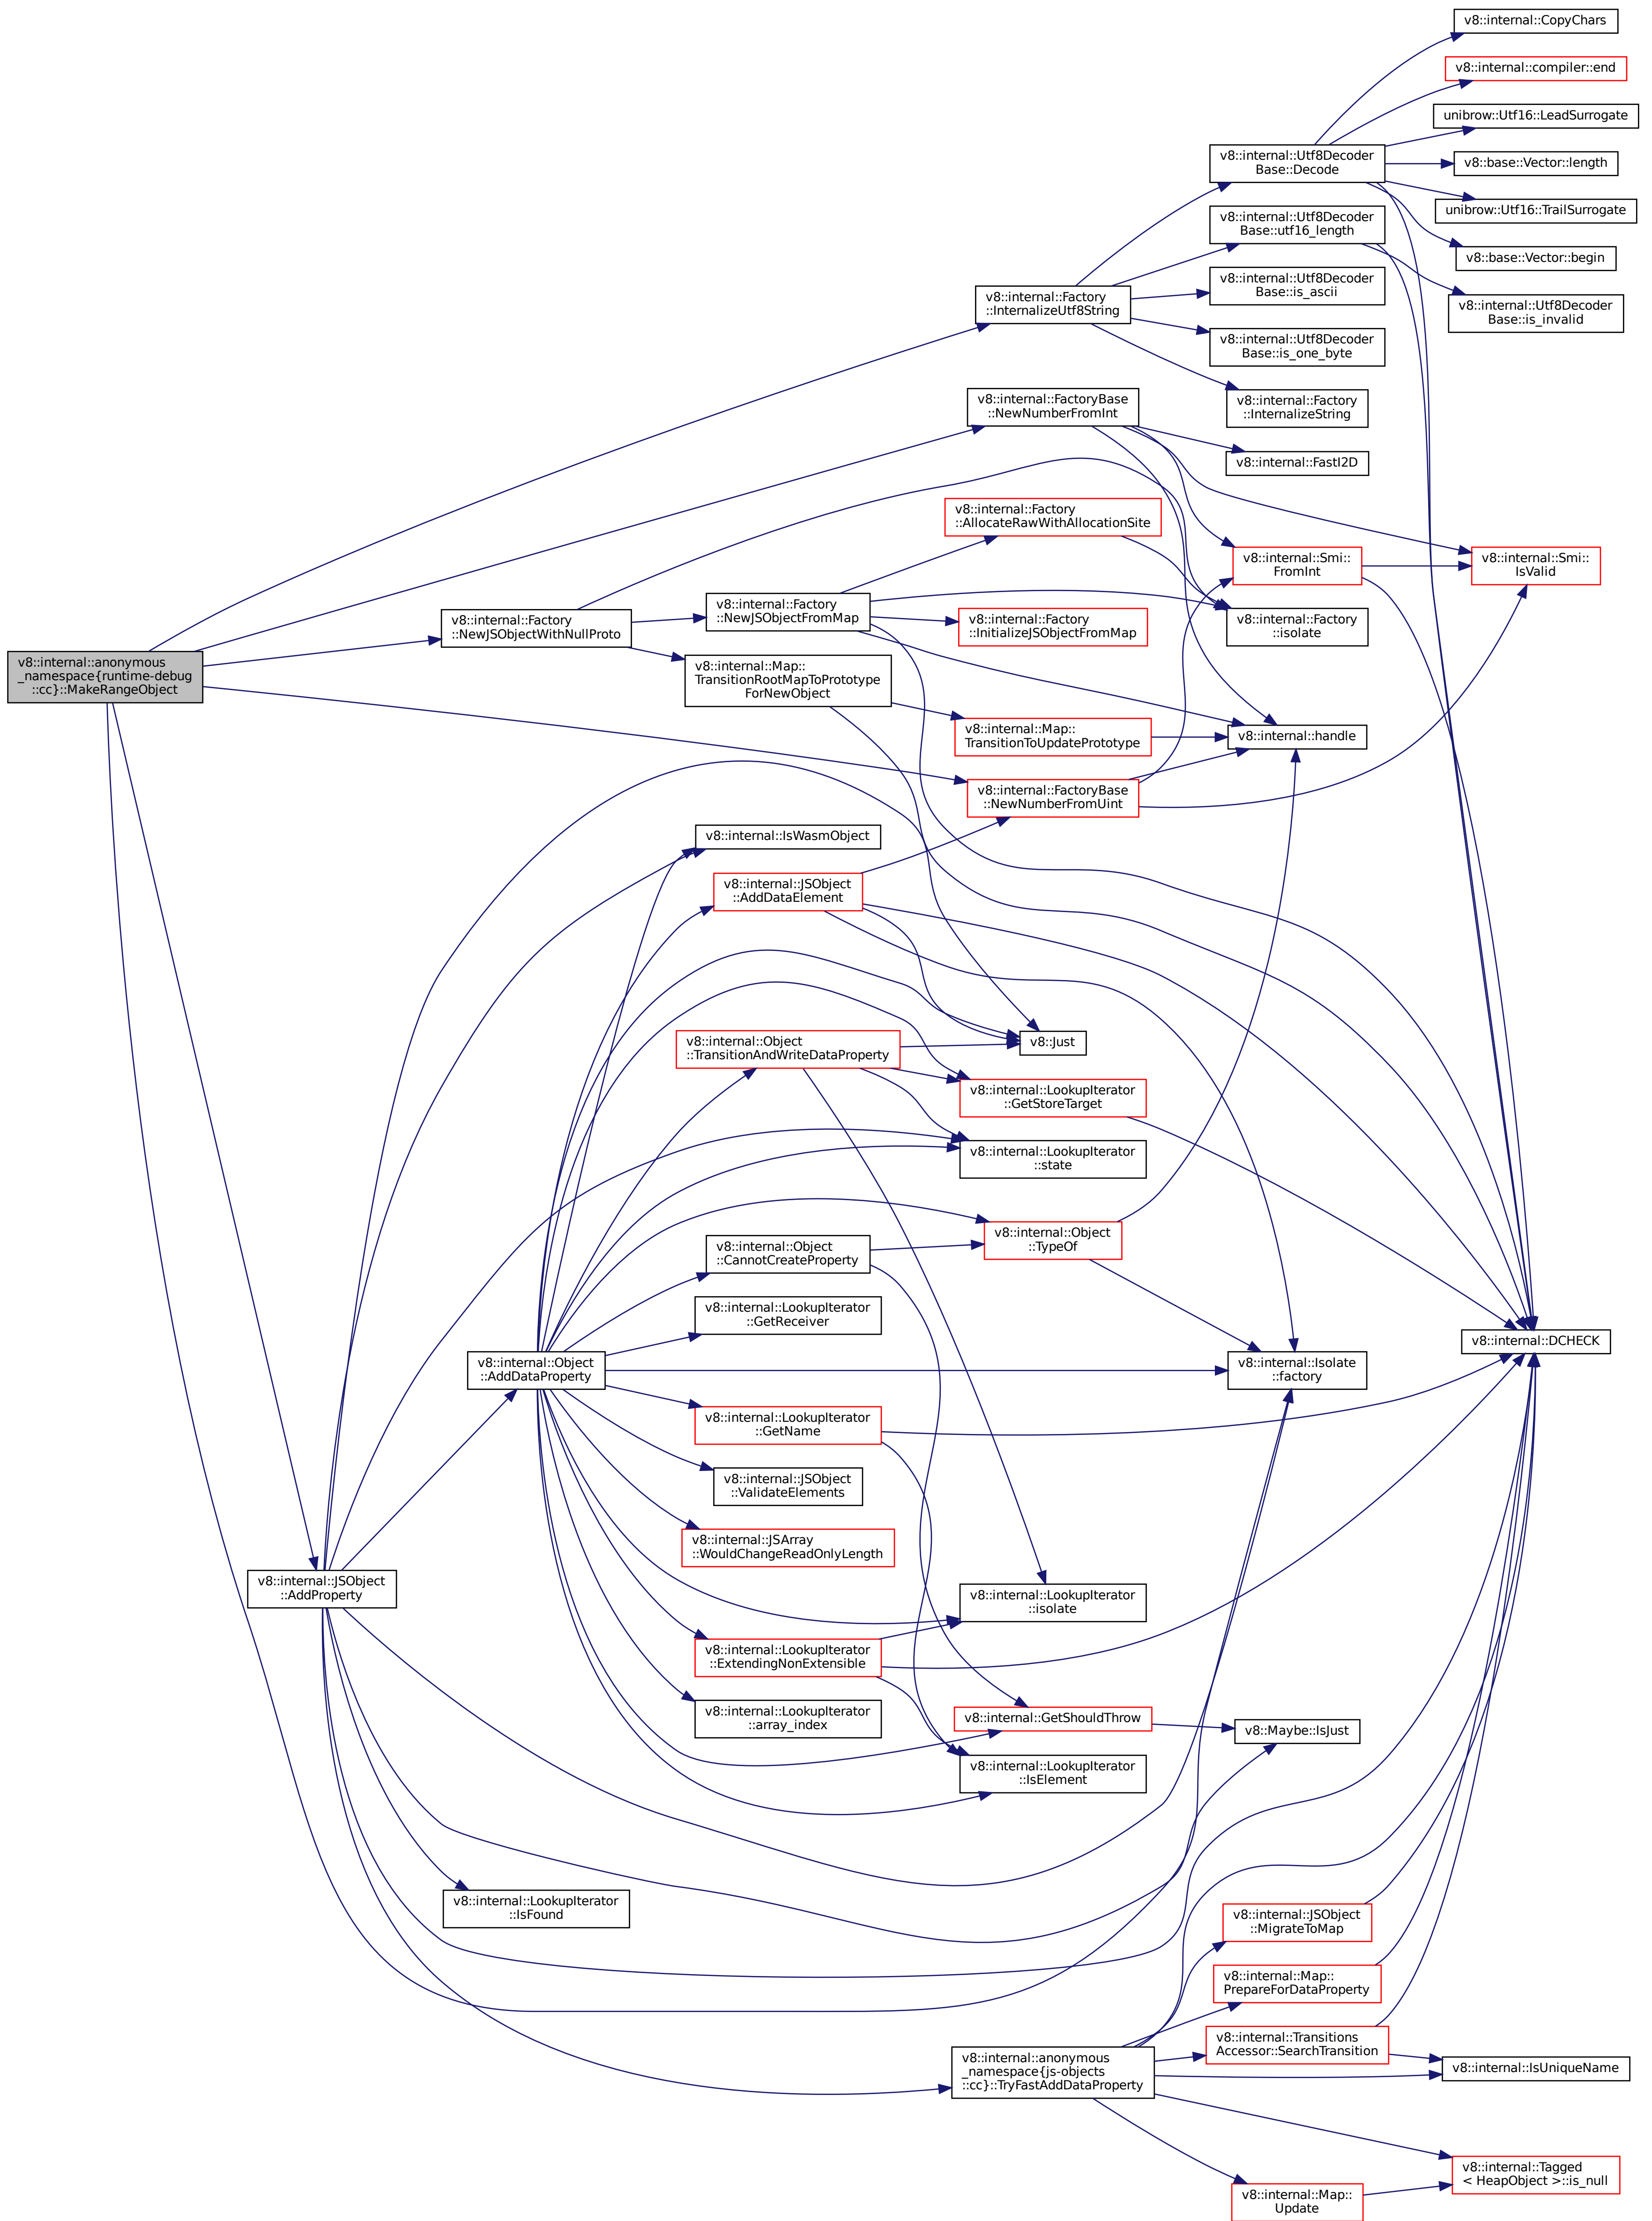 v8::internal::CopyChars
v8::internal::compiler::end
unibrow::Utf16::LeadSurrogate
v8::internal::Utf8Decoder
Base::Decode
v8::base::Vector::length
unibrow::Utf16::TrailSurrogate
v8::internal::Utf8Decoder
Base::utf16_length
v8::base::Vector::begin
v8::internal::Utf8Decoder
Base::is_ascii
v8::internal::Utf8Decoder
Base::is_invalid
v8::internal::Factory
::InternalizeUtf8String
v8::internal::Utf8Decoder
Base::is_one_byte
v8::internal::Factory
::InternalizeString
v8::internal::FactoryBase
::NewNumberFromInt
v8::internal::FastI2D
v8::internal::Factory
::AllocateRawWithAllocationSite
v8::internal::Smi::
FromInt
v8::internal::Smi::
IsValid
v8::internal::Factory
::NewJSObjectWithNullProto
v8::internal::Factory
::NewJSObjectFromMap
v8::internal::Factory
::InitializeJSObjectFromMap
v8::internal::Factory
::isolate
v8::internal::anonymous
_namespace{runtime-debug
::cc}::MakeRangeObject
v8::internal::Map::
TransitionRootMapToPrototype
ForNewObject
v8::internal::Map::
TransitionToUpdatePrototype
v8::internal::handle
v8::internal::FactoryBase
::NewNumberFromUint
v8::internal::IsWasmObject
v8::internal::JSObject
::AddDataElement
v8::internal::Object
::TransitionAndWriteDataProperty
v8::Just
v8::internal::LookupIterator
::GetStoreTarget
v8::internal::LookupIterator
::state
v8::internal::Object
::CannotCreateProperty
v8::internal::Object
::TypeOf
v8::internal::LookupIterator
::GetReceiver
v8::internal::DCHECK
v8::internal::Object
::AddDataProperty
v8::internal::Isolate
::factory
v8::internal::LookupIterator
::GetName
v8::internal::JSObject
::ValidateElements
v8::internal::JSArray
::WouldChangeReadOnlyLength
v8::internal::JSObject
::AddProperty
v8::internal::LookupIterator
::isolate
v8::internal::LookupIterator
::ExtendingNonExtensible
v8::internal::LookupIterator
::array_index
v8::internal::GetShouldThrow
v8::Maybe::IsJust
v8::internal::LookupIterator
::IsElement
v8::internal::LookupIterator
::IsFound
v8::internal::JSObject
::MigrateToMap
v8::internal::Map::
PrepareForDataProperty
v8::internal::Transitions
Accessor::SearchTransition
v8::internal::anonymous
_namespace{js-objects
::cc}::TryFastAddDataProperty
v8::internal::IsUniqueName
v8::internal::Tagged
< HeapObject >::is_null
v8::internal::Map::
Update